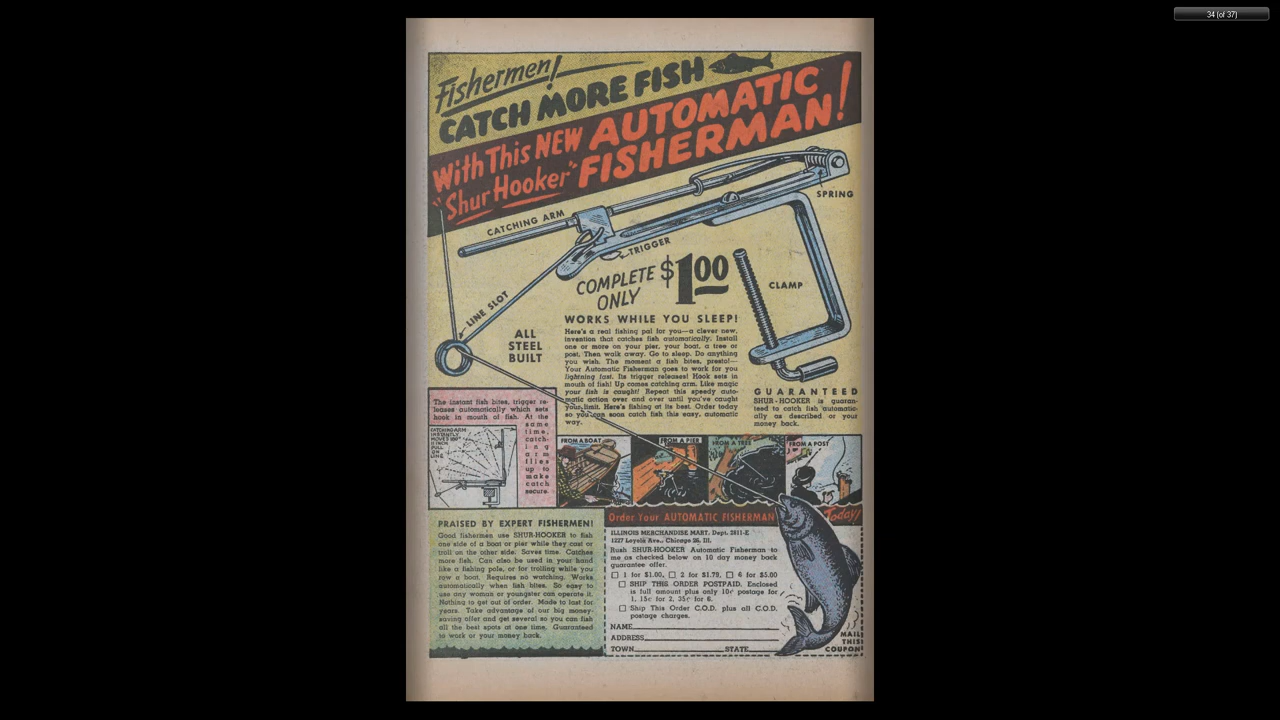 34 (of 37)
Fishermen!
CATCH MORE FISH
With This NEW AUTOMATIC
"Shur Hooker" FISHERMAN!
SPRING
CATCHING ARM
TRIGGER
COMPLETE $1.00
ONLY
CLAMP
LINE SLOT
ALL
STEEL
BUILT
WORKS WHILE YOU SLEEP!
Here's a real fishing pal for you—a clever new,
invention that catches fish automatically. Install
one or more on your pier, your boat, a tree or
post. Then walk away. Go to sleep. Do anything
you wish. The moment a fish bites, presto!—
Your Automatic Fisherman goes to work for you
lightning fast. Its trigger releases! Hook sets in
mouth of fish! Up comes catching arm. Like magic
your fish is caught! Repeat this speedy auto-
matic action over and over until you've caught
your limit. Here's fishing at its best. Order today
so you can soon catch fish this easy, automatic
way.
GUARANTEED
SHUR-HOOKER is guaran-
teed to catch fish automatic-
ally as described or your
money back.
The instant fish bites, trigger re-
leases automatically which sets
hook in mouth of fish. At the
same
time,
catch-
ing
arm
flies
up to
make
catch
secure.
CATCHING ARM
INSTANTLY
MOVES 180°
PULL
ON
LINE
FROM A BOAT
FROM A PIER
FROM A TREE
FROM A POST
PRAISED BY EXPERT FISHERMEN!
Good fishermen use SHUR-HOOKER to fish
one side of a boat or pier while they cast or
troll on the other side. Saves time. Catches
more fish. Can also be used in your hand
like a fishing pole, or for trolling while you
row a boat. Requires no watching. Works
automatically when fish bites. So easy to
use any woman or youngster can operate it.
Nothing to get out of order. Made to last for
years. Take advantage of our big money-
saving offer and get several so you can fish
all the best spots at one time. Guaranteed
to work or your money back.
Order Your AUTOMATIC FISHERMAN Today!
ILLINOIS MERCHANDISE MART, Dept. 2811-E
1227 Loyola Ave., Chicago 26, Ill.
Rush SHUR-HOOKER Automatic Fisherman to
me as checked below on 10 day money back
guarantee offer.
☐ 1 for $1.00, ☐ 2 for $1.79, ☐ 6 for $5.00
☐ SHIP THIS ORDER POSTPAID. Enclosed
is full amount plus only 10¢ postage for
1, 15¢ for 2, 35¢ for 6.
☐ Ship This Order C.O.D. plus all C.O.D.
postage charges.
NAME
ADDRESS
TOWN STATE
MAIL
THIS
COUPON